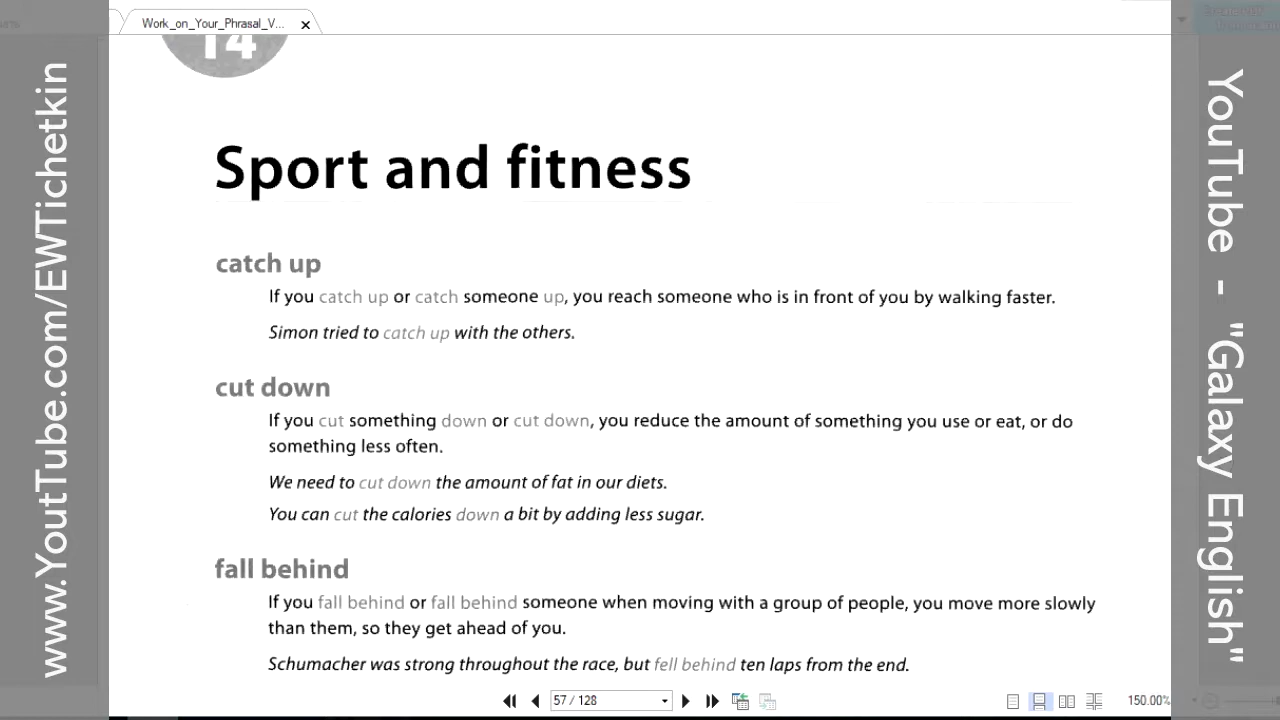 Work_on_Your_Phrasal_V...
14
Sport and fitness
catch up
If you catch up or catch someone up, you reach someone who is in front of you by walking faster.
Simon tried to catch up with the others.
cut down
If you cut something down or cut down, you reduce the amount of something you use or eat, or do
something less often.
We need to cut down the amount of fat in our diets.
You can cut the calories down a bit by adding less sugar.
fall behind
If you fall behind or fall behind someone when moving with a group of people, you move more slowly
than them, so they get ahead of you.
Schumacher was strong throughout the race, but fell behind ten laps from the end.
57 / 128
150.00%
www.YoutTube.com/EWTichetkin
YouTube - "Galaxy English"